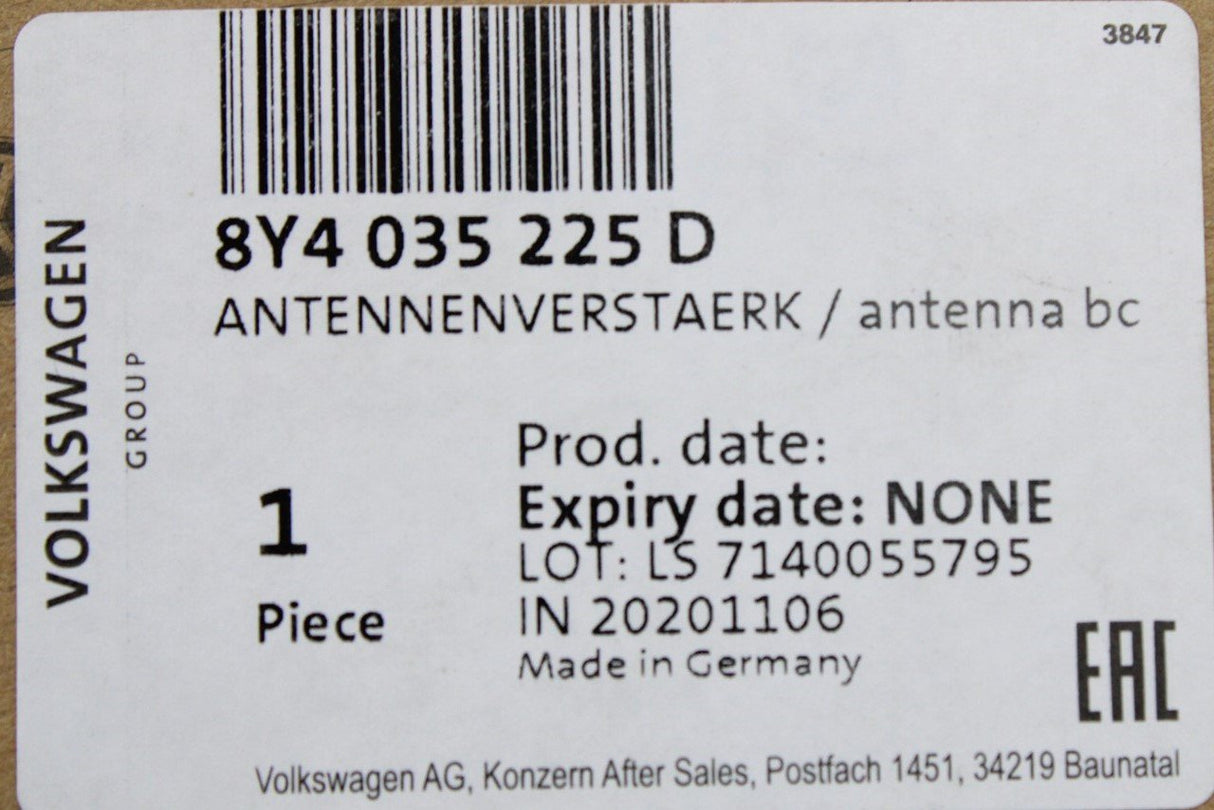 3847
8Y4 035 225 D
ANTENNENVERSTAERK / antenna bc
VOLKSWAGEN
GROUP
Prod. date:
Expiry date: NONE
1
LOT: LS 7140055795
Piece
IN 20201106
Made in Germany
EAC
Volkswagen AG, Konzern After Sales, Postfach 1451, 34219 Baunatal